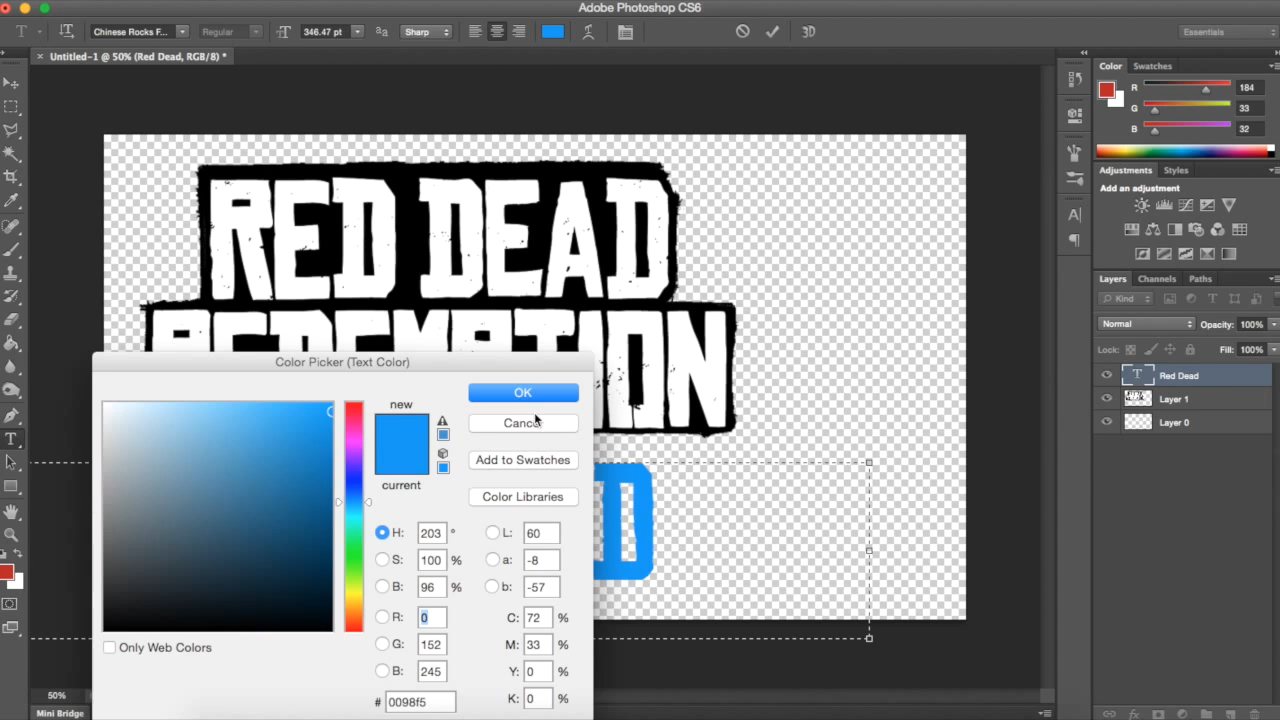 Adobe Photoshop CS6
Chinese Rocks F... Regular 346.47 pt Sharp 3D Essentials
Untitled-1 @ 50% (Red Dead, RGB/8) *
Color Swatches
R 184
G 33
B 32
Adjustments Styles
Add an adjustment
Layers Channels Paths
Kind
Normal Opacity: 100%
Lock: Fill: 100%
T Red Dead
Layer 1
Layer 0
RED DEAD
REDEMPTION
Color Picker (Text Color)
new
current
OK
Cancel
Add to Swatches
Color Libraries
H: 203 °
S: 100 %
B: 96 %
R: 0
G: 152
B: 245
# 0098f5
L: 60
a: -8
b: -57
C: 72 %
M: 33 %
Y: 0 %
K: 0 %
Only Web Colors
D
50%
Mini Bridge